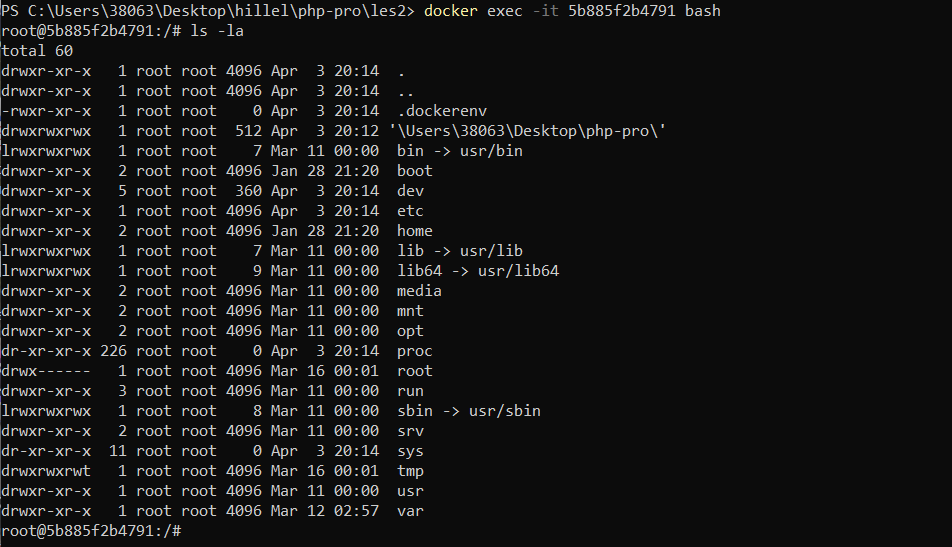 PS C:\Users\38063\Desktop\hillel\php-pro\les2> docker exec -it 5b885f2b4791 bash
root@5b885f2b4791:/# ls -la
total 60
drwxr-xr-x   1 root root 4096 Apr  3 20:14  .
drwxr-xr-x   1 root root 4096 Apr  3 20:14  ..
-rwxr-xr-x   1 root root    0 Apr  3 20:14  .dockerenv
drwxrwxrwx   1 root root  512 Apr  3 20:12 '\Users\38063\Desktop\php-pro\'
lrwxrwxrwx   1 root root    7 Mar 11 00:00  bin -> usr/bin
drwxr-xr-x   2 root root 4096 Jan 28 21:20  boot
drwxr-xr-x   5 root root  360 Apr  3 20:14  dev
drwxr-xr-x   1 root root 4096 Apr  3 20:14  etc
drwxr-xr-x   2 root root 4096 Jan 28 21:20  home
lrwxrwxrwx   1 root root    7 Mar 11 00:00  lib -> usr/lib
lrwxrwxrwx   1 root root    9 Mar 11 00:00  lib64 -> usr/lib64
drwxr-xr-x   2 root root 4096 Mar 11 00:00  media
drwxr-xr-x   2 root root 4096 Mar 11 00:00  mnt
drwxr-xr-x   2 root root 4096 Mar 11 00:00  opt
dr-xr-xr-x 226 root root    0 Apr  3 20:14  proc
drwx------   1 root root 4096 Mar 16 00:01  root
drwxr-xr-x   3 root root 4096 Mar 11 00:00  run
lrwxrwxrwx   1 root root    8 Mar 11 00:00  sbin -> usr/sbin
drwxr-xr-x   2 root root 4096 Mar 11 00:00  srv
dr-xr-xr-x  11 root root    0 Apr  3 20:14  sys
drwxrwxrwt   1 root root 4096 Mar 16 00:01  tmp
drwxr-xr-x   1 root root 4096 Mar 11 00:00  usr
drwxr-xr-x   1 root root 4096 Mar 12 02:57  var
root@5b885f2b4791:/#